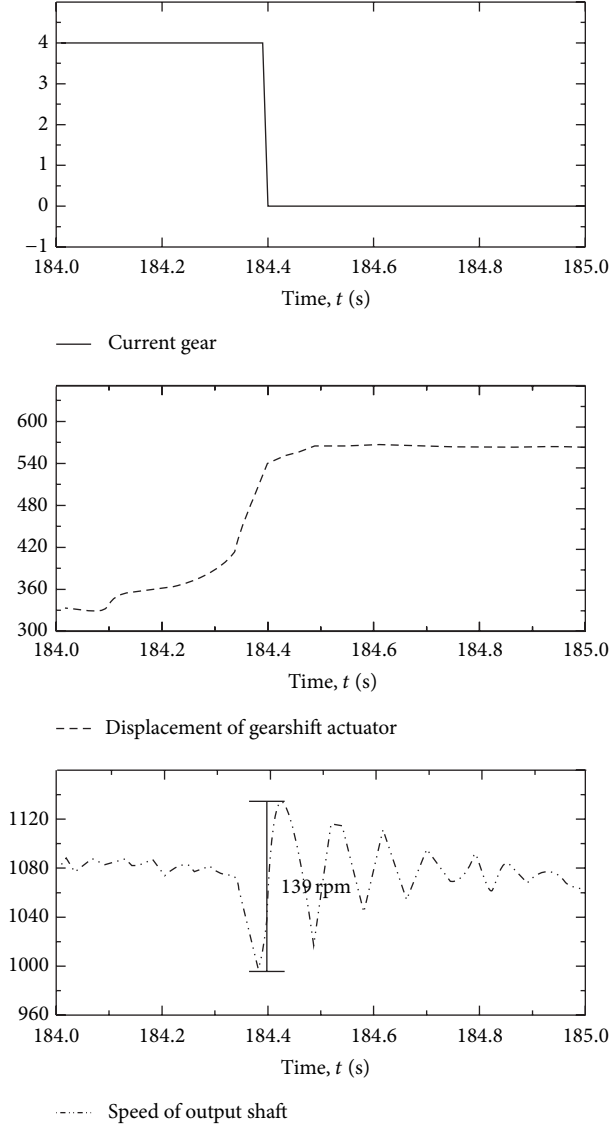 4
3
2
1
0
−1
184.0 184.2 184.4 184.6 184.8 185.0
Time, t (s)
Current gear
600
540
480
420
360
300
184.0 184.2 184.4 184.6 184.8 185.0
Time, t (s)
Displacement of gearshift actuator
1120
1080
139 rpm
1040
1000
960
184.0 184.2 184.4 184.6 184.8 185.0
Time, t (s)
Speed of output shaft